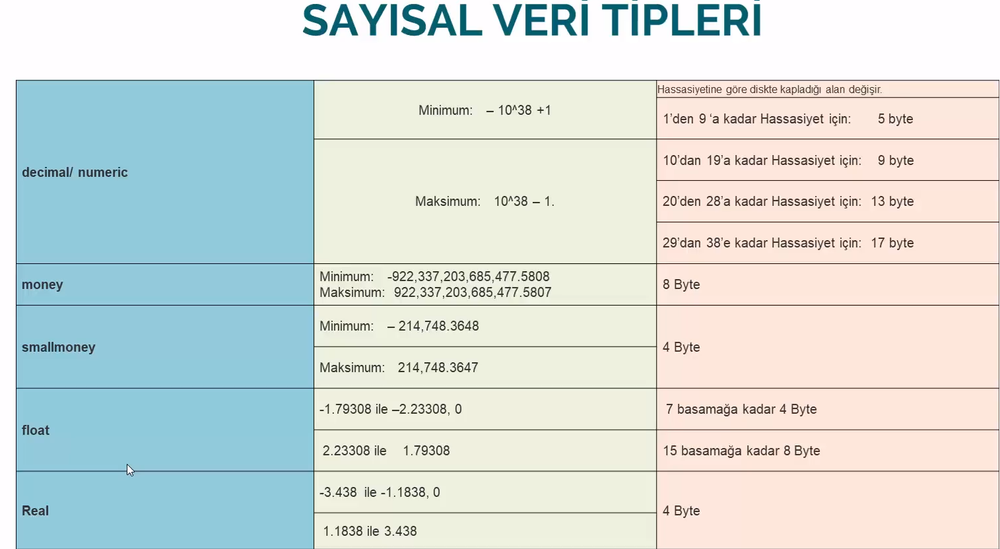 SAYISAL VERİ TİPLERİ
decimal/ numeric
Minimum: – 10^38 +1
Maksimum: 10^38 – 1.
Hassasiyetine göre diskte kapladığı alan değişir.
1’den 9 ‘a kadar Hassasiyet için: 5 byte
10’dan 19’a kadar Hassasiyet için: 9 byte
20’den 28’a kadar Hassasiyet için: 13 byte
29’dan 38’e kadar Hassasiyet için: 17 byte
money
Minimum: -922,337,203,685,477.5808
Maksimum: 922,337,203,685,477.5807
8 Byte
smallmoney
Minimum: – 214,748.3648
Maksimum: 214,748.3647
4 Byte
float
-1.79308 ile –2.23308, 0
2.23308 ile 1.79308
7 basamağa kadar 4 Byte
15 basamağa kadar 8 Byte
Real
-3.438 ile -1.1838, 0
1.1838 ile 3.438
4 Byte